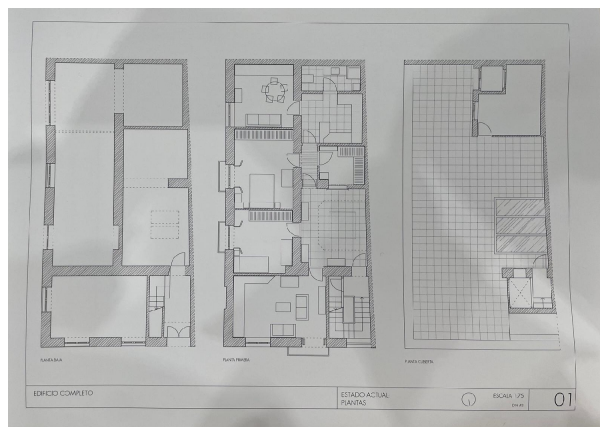 PLANTA BAJA
PLANTA PRIMERA
PLANTA CUBIERTA
EDIFICIO COMPLETO
ESTADO ACTUAL
PLANTAS
ESCALA 1/75
01